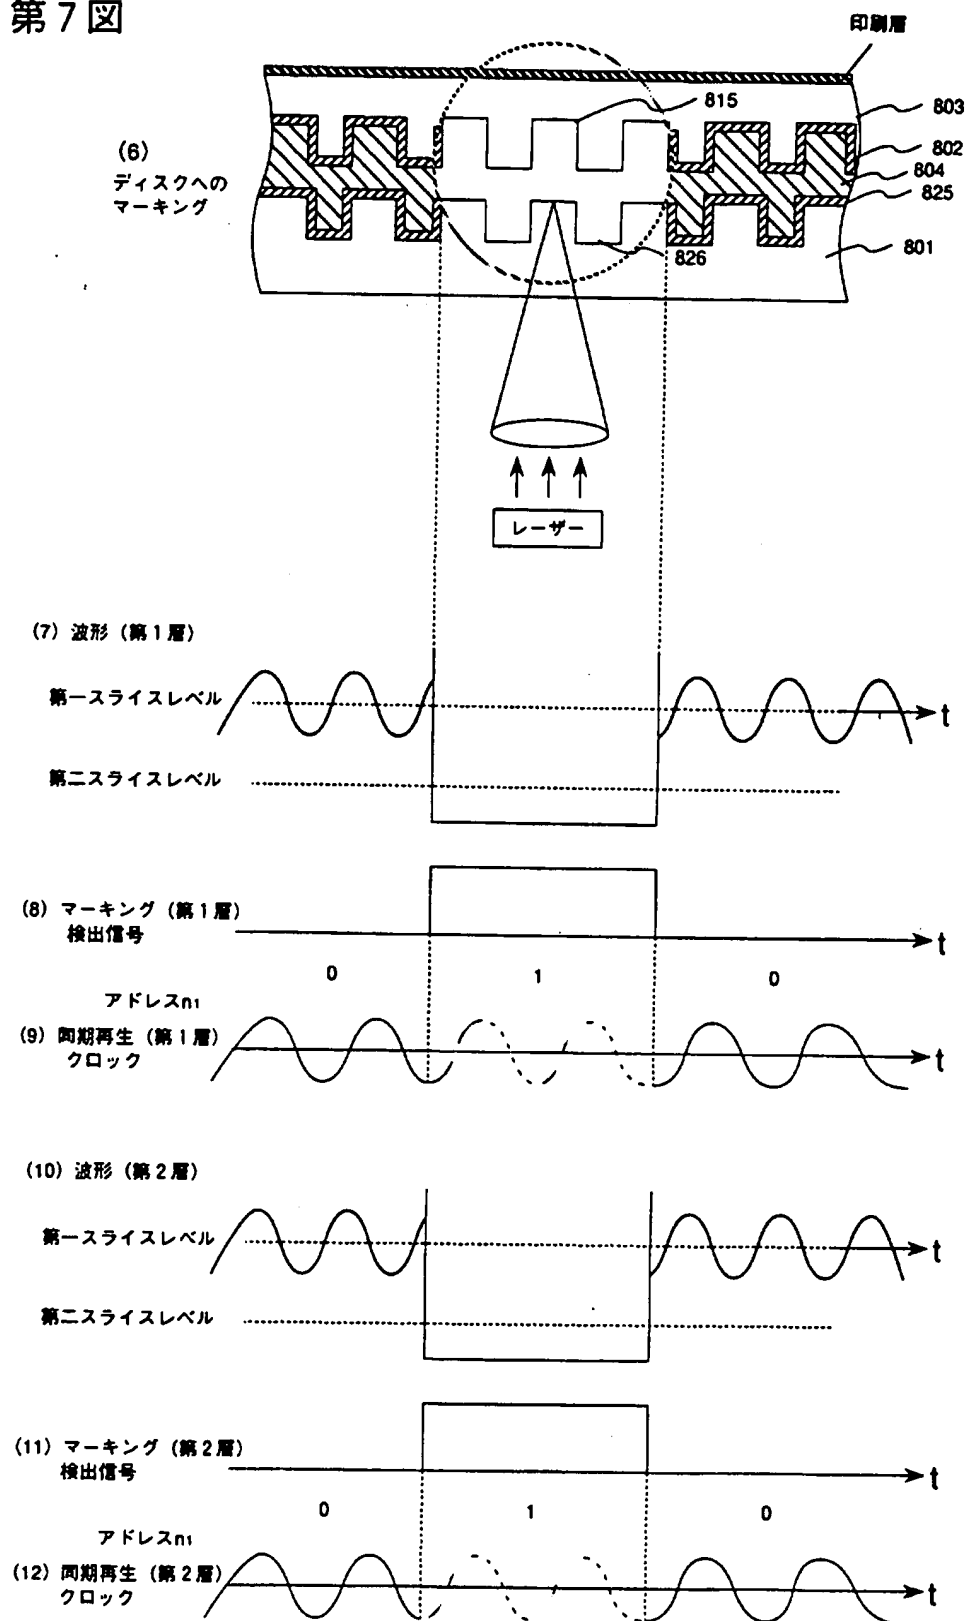 第7図
印刷層
815
803
(6)
ディスクへの
マーキング
802
804
825
826
801
レーザー
(7) 波形 (第1層)
第一スライスレベル
t
第二スライスレベル
(8) マーキング (第1層)
検出信号
t
0
1
0
アドレスn1
(9) 同期再生 (第1層)
クロック
t
(10) 波形 (第2層)
第一スライスレベル
t
第二スライスレベル
(11) マーキング (第2層)
検出信号
t
0
1
0
アドレスn1
(12) 同期再生 (第2層)
クロック
t